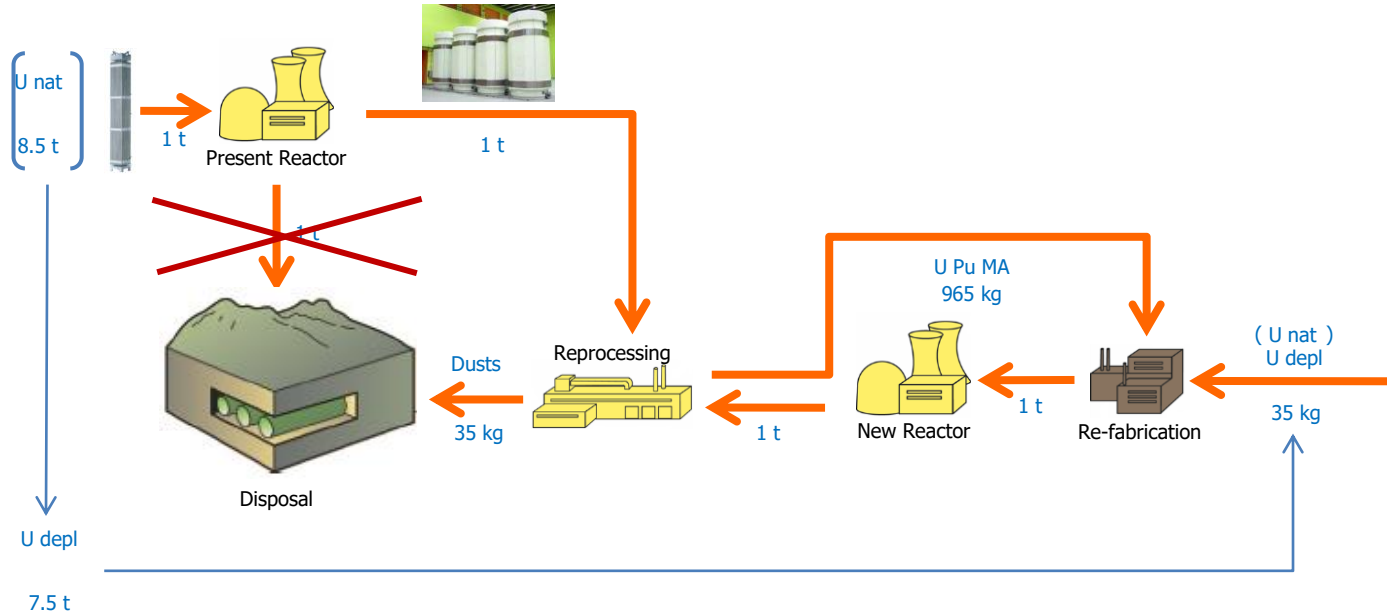 U nat
8.5 t
1 t
Present Reactor
1 t
1 t
U Pu MA
965 kg
( U nat )
U depl
35 kg
Reprocessing
Dusts
35 kg
1 t
New Reactor
1 t
Re-fabrication
Disposal
U depl
7.5 t